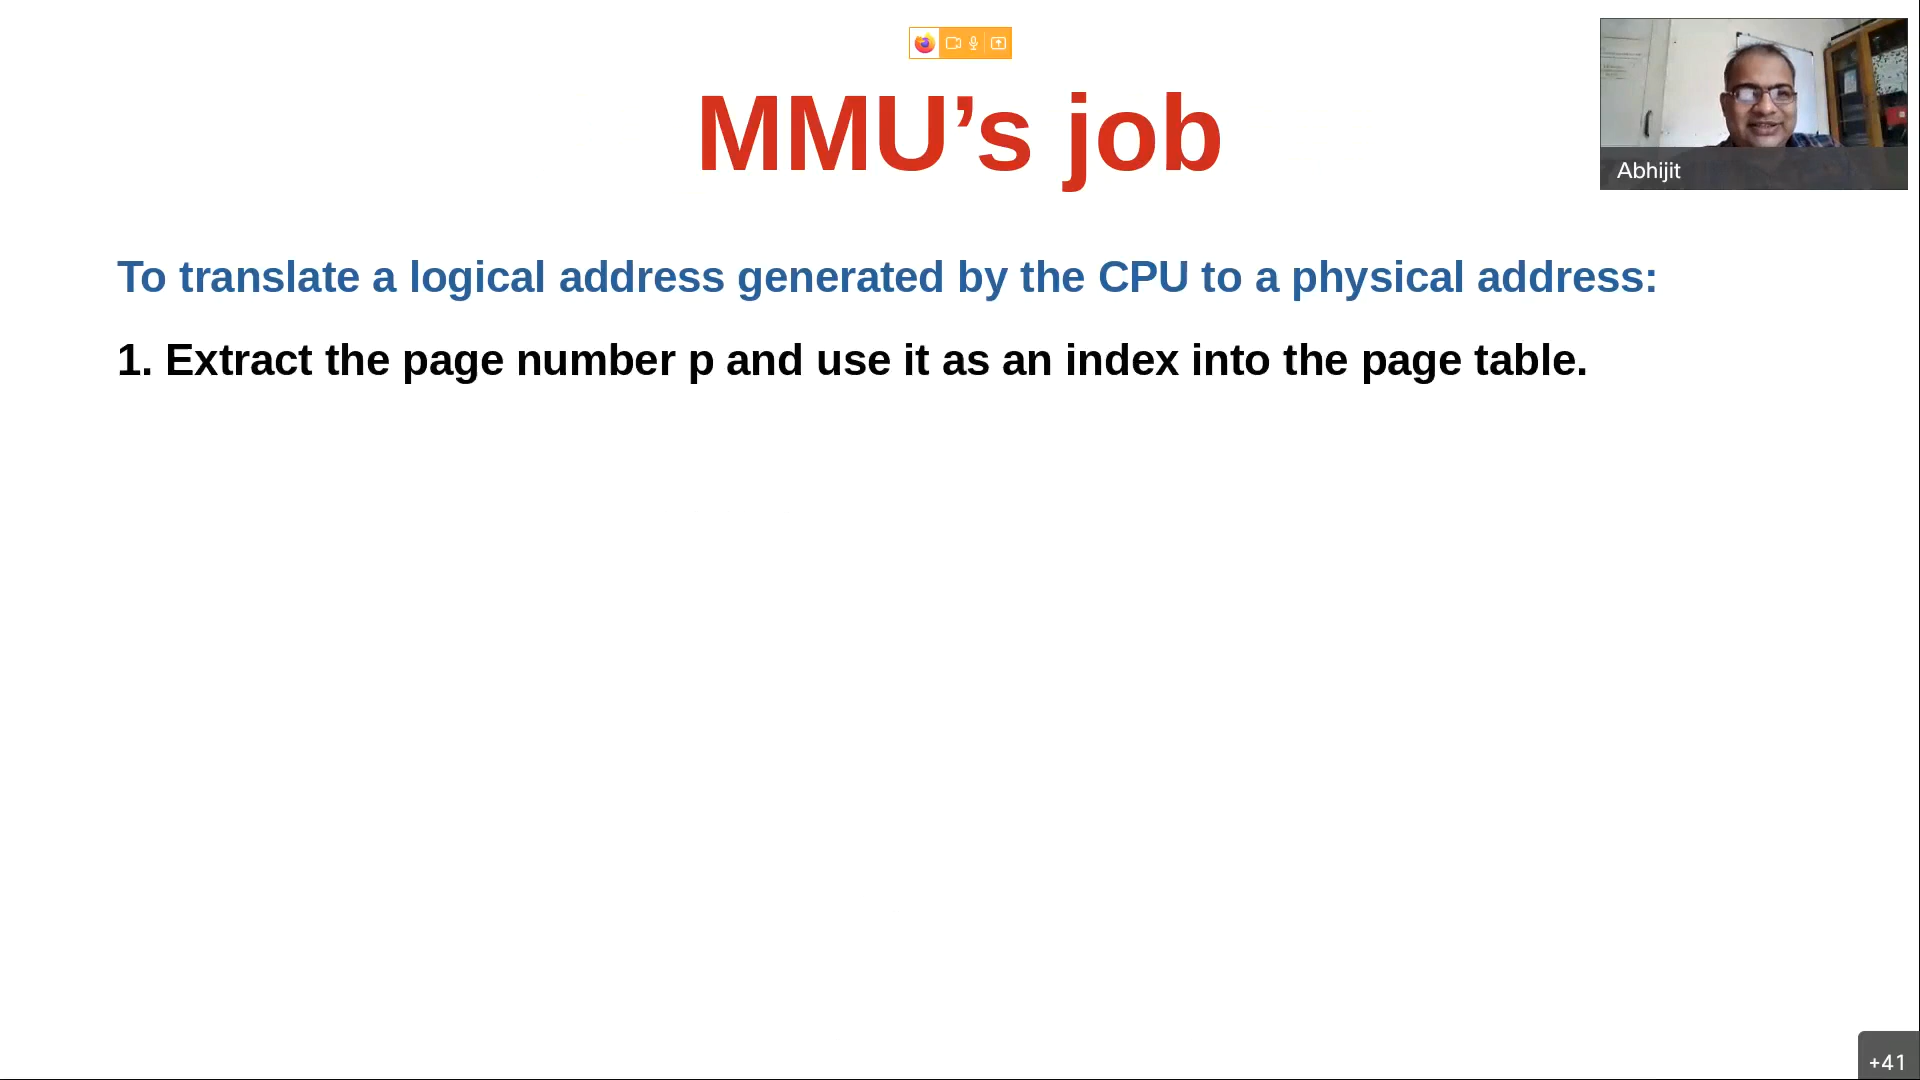 MMU’s job
Abhijit
To translate a logical address generated by the CPU to a physical address:
1. Extract the page number p and use it as an index into the page table.
+41